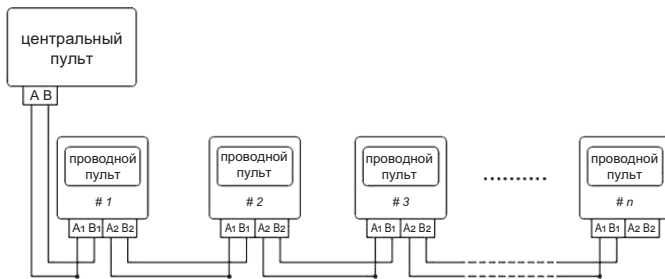 центральный
пульт
A B
проводной
пульт
# 1
A1 B1 A2 B2
проводной
пульт
# 2
A1 B1 A2 B2
проводной
пульт
# 3
A1 B1 A2 B2
проводной
пульт
# n
A1 B1 A2 B2